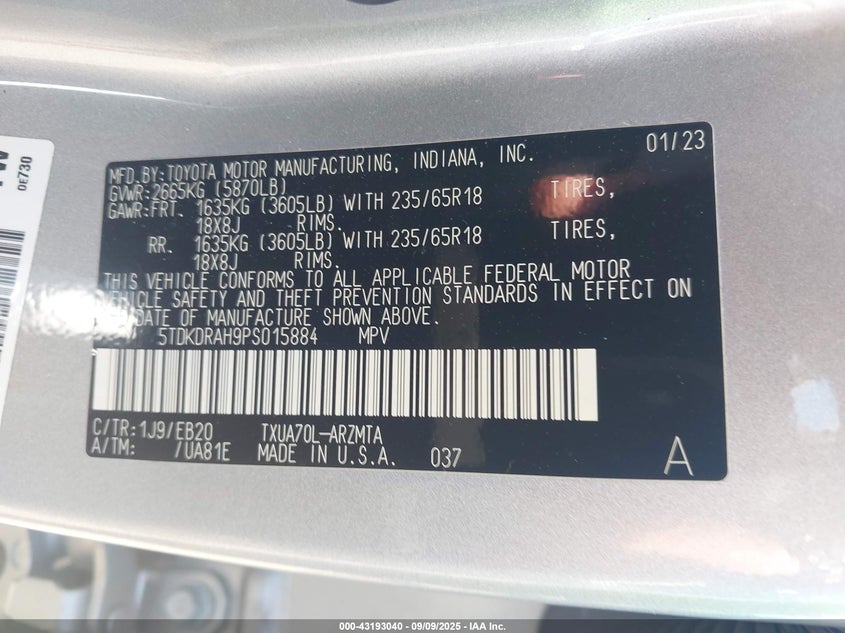 MFD.BY:TOYOTA MOTOR MANUFACTURING, INDIANA, INC. 01/23
GVWR:2665KG (5870LB)
GAWR:FRT. 1635KG (3605LB) WITH 235/65R18 TIRES,
18X8J RIMS.
RR. 1635KG (3605LB) WITH 235/65R18 TIRES,
18X8J RIMS.
THIS VEHICLE CONFORMS TO ALL APPLICABLE FEDERAL MOTOR
VEHICLE SAFETY AND THEFT PREVENTION STANDARDS IN EFFECT ON
DATE OF MANUFACTURE SHOWN ABOVE.
5TDKDRAH9PS015884 MPV
C/TR:1J9/EB20 TXUA70L-ARZMTA
A/TM: /UA81E MADE IN U.S.A. 037 A
OE730
000-43193040 - 09/09/2025 - IAA Inc.